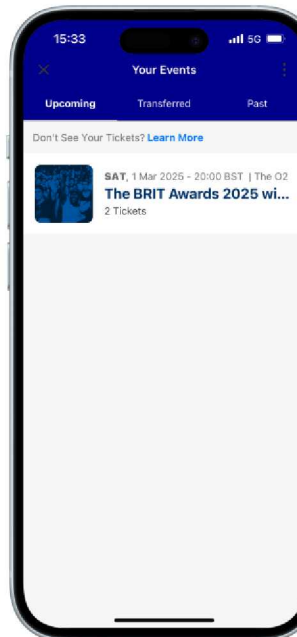 15:33
5G
Your Events
Upcoming Transferred Past
Don't See Your Tickets? Learn More
SAT, 1 Mar 2025 - 20:00 BST | The O2
The BRIT Awards 2025 wi...
2 Tickets